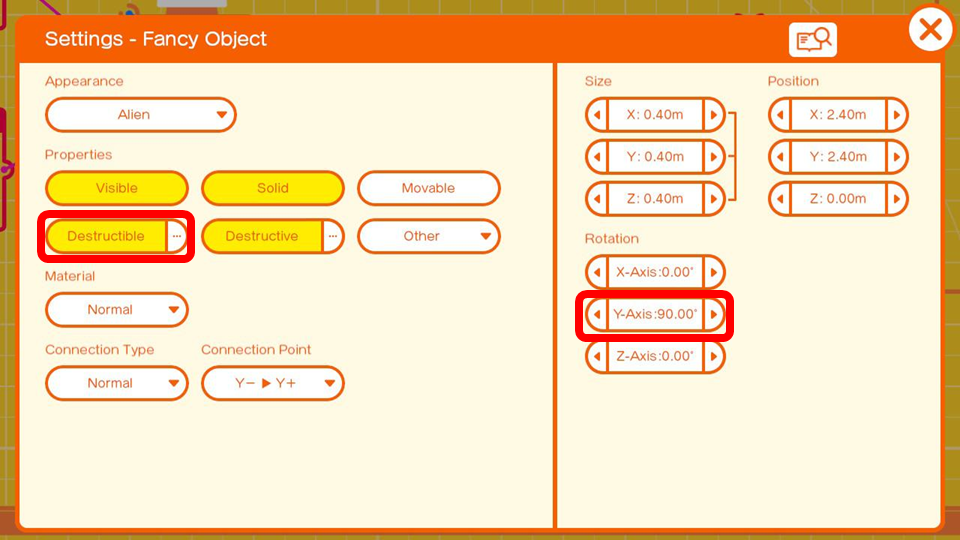 Settings - Fancy Object
Appearance
Alien
Properties
Visible
Solid
Movable
Destructible ...
Destructive ...
Other
Material
Normal
Connection Type
Connection Point
Normal
Y− ▶ Y+
Size
X: 0.40m
Y: 0.40m
Z: 0.40m
Position
X: 2.40m
Y: 2.40m
Z: 0.00m
Rotation
X-Axis:0.00°
Y-Axis:90.00°
Z-Axis:0.00°